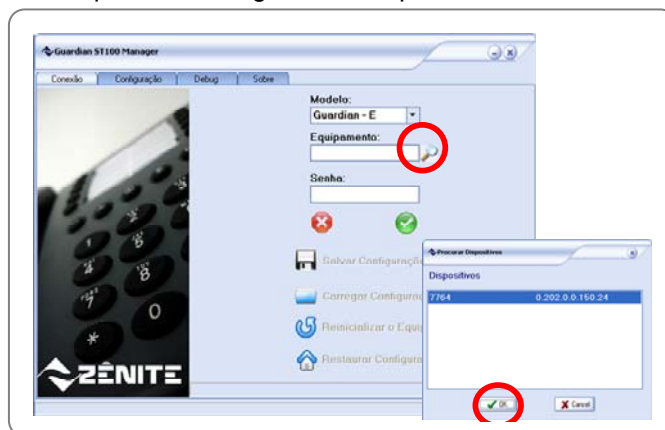 Guardian ST100 Manager
Conexão Configuração Debug Sobre
Modelo:
Guardian - E
Equipamento:
Senha:
Salvar Configuraçã
Carregar Configuraç
Reinicializar o Equip
Restaurar Configura
ZÊNITE
Procurar Dispositivos
Dispositivos
7764 0.202.0.0.150.24
OK Cancel